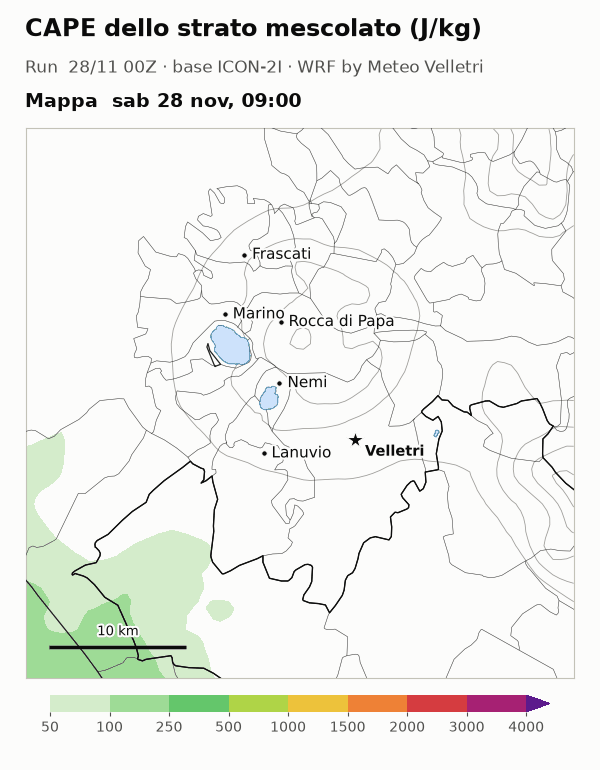 CAPE dello strato mescolato (J/kg)
Run  28/11 00Z · base ICON-2I · WRF by Meteo Velletri
Mappa  sab 28 nov, 09:00
Frascati
Marino
Rocca di Papa
Nemi
Velletri
Lanuvio
10 km
50 100 250 500 1000 1500 2000 3000 4000